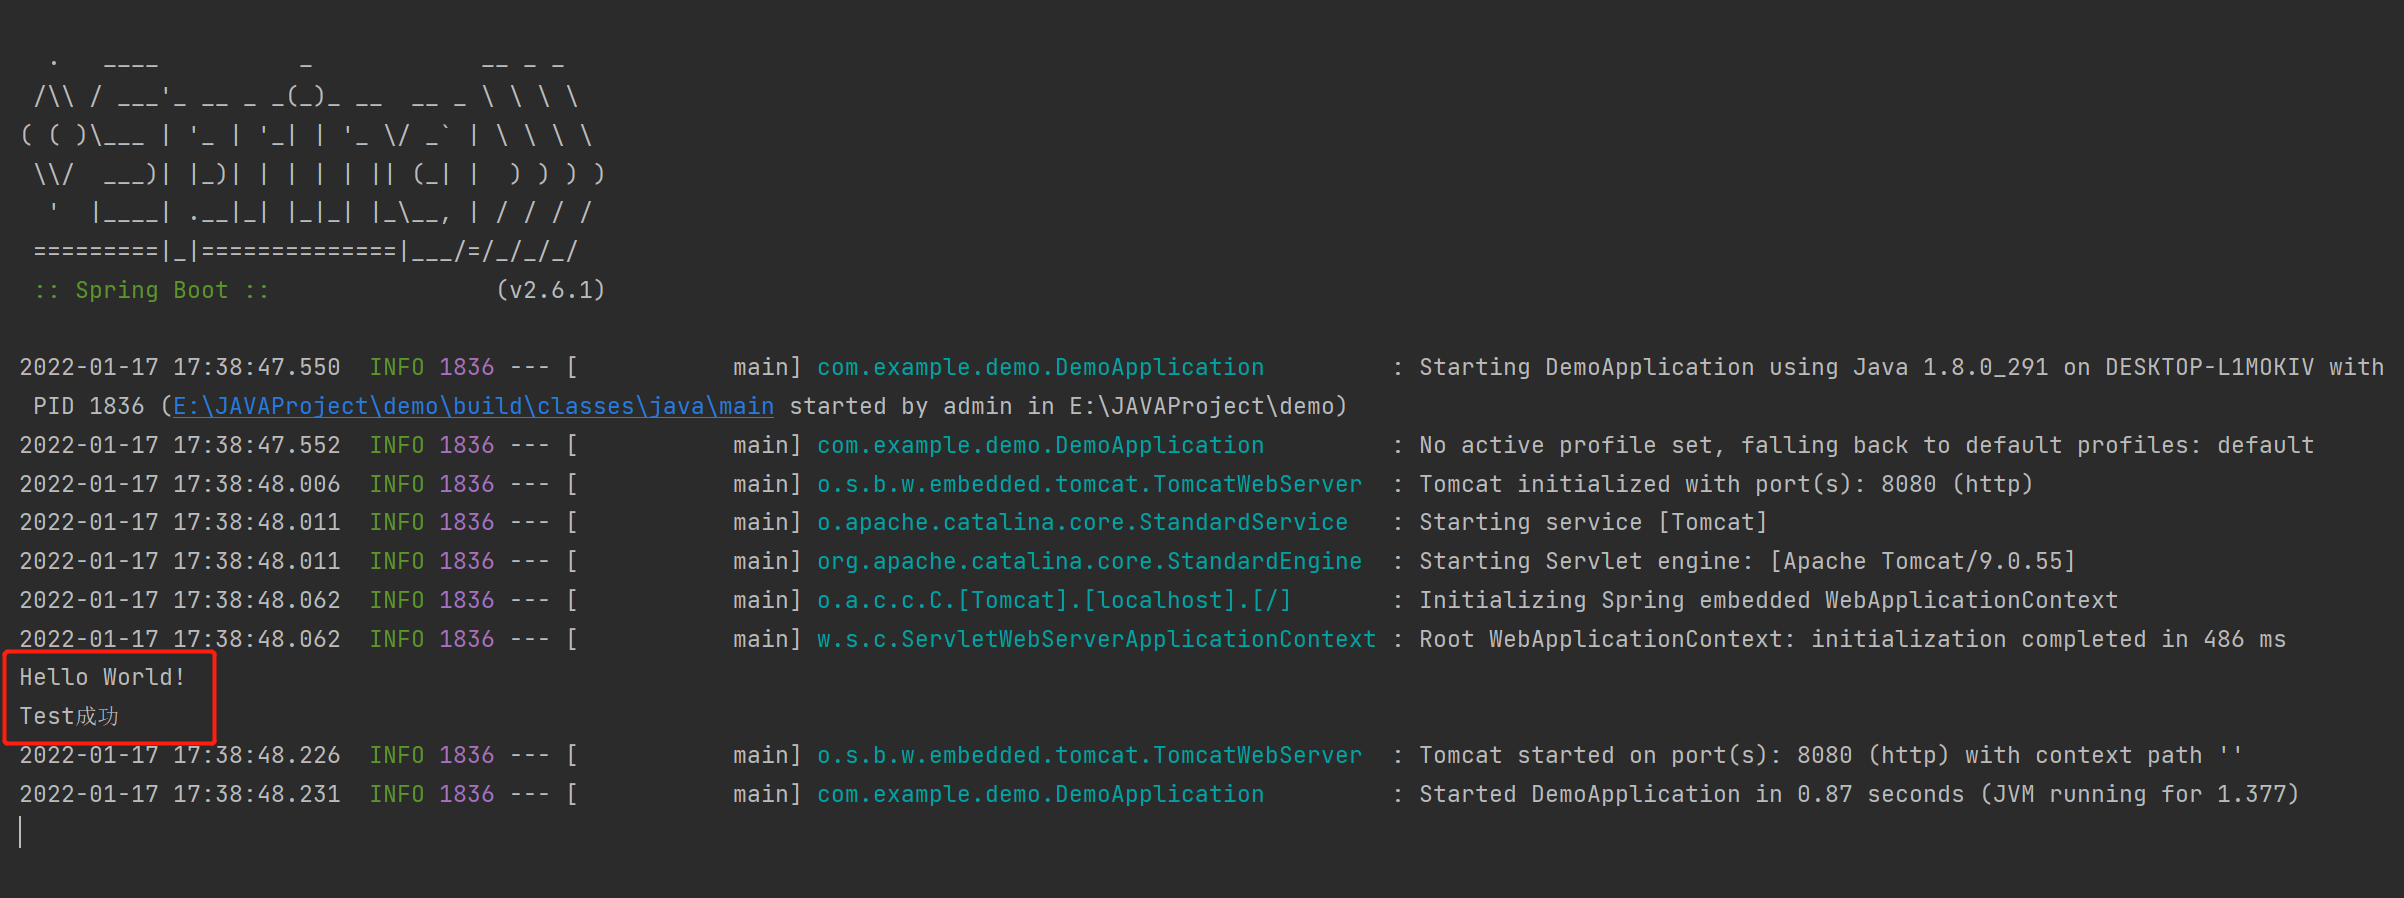 .   ____          _            __ _ _
 /\\ / ___'_ __ _ _(_)_ __  __ _ \ \ \ \
( ( )\___ | '_ | '_| | '_ \/ _` | \ \ \ \
 \\/  ___)| |_)| | | | | || (_| |  ) ) ) )
  '  |____| .__|_| |_|_| |_\__, | / / / /
 =========|_|==============|___/=/_/_/_/
 :: Spring Boot ::                (v2.6.1)
2022-01-17 17:38:47.550  INFO 1836 --- [           main] com.example.demo.DemoApplication         : Starting DemoApplication using Java 1.8.0_291 on DESKTOP-L1MOKIV with
 PID 1836 (E:\JAVAProject\demo\build\classes\java\main started by admin in E:\JAVAProject\demo)
2022-01-17 17:38:47.552  INFO 1836 --- [           main] com.example.demo.DemoApplication         : No active profile set, falling back to default profiles: default
2022-01-17 17:38:48.006  INFO 1836 --- [           main] o.s.b.w.embedded.tomcat.TomcatWebServer  : Tomcat initialized with port(s): 8080 (http)
2022-01-17 17:38:48.011  INFO 1836 --- [           main] o.apache.catalina.core.StandardService   : Starting service [Tomcat]
2022-01-17 17:38:48.011  INFO 1836 --- [           main] org.apache.catalina.core.StandardEngine  : Starting Servlet engine: [Apache Tomcat/9.0.55]
2022-01-17 17:38:48.062  INFO 1836 --- [           main] o.a.c.c.C.[Tomcat].[localhost].[/]       : Initializing Spring embedded WebApplicationContext
2022-01-17 17:38:48.062  INFO 1836 --- [           main] w.s.c.ServletWebServerApplicationContext : Root WebApplicationContext: initialization completed in 486 ms
Hello World!
Test成功
2022-01-17 17:38:48.226  INFO 1836 --- [           main] o.s.b.w.embedded.tomcat.TomcatWebServer  : Tomcat started on port(s): 8080 (http) with context path ''
2022-01-17 17:38:48.231  INFO 1836 --- [           main] com.example.demo.DemoApplication         : Started DemoApplication in 0.87 seconds (JVM running for 1.377)